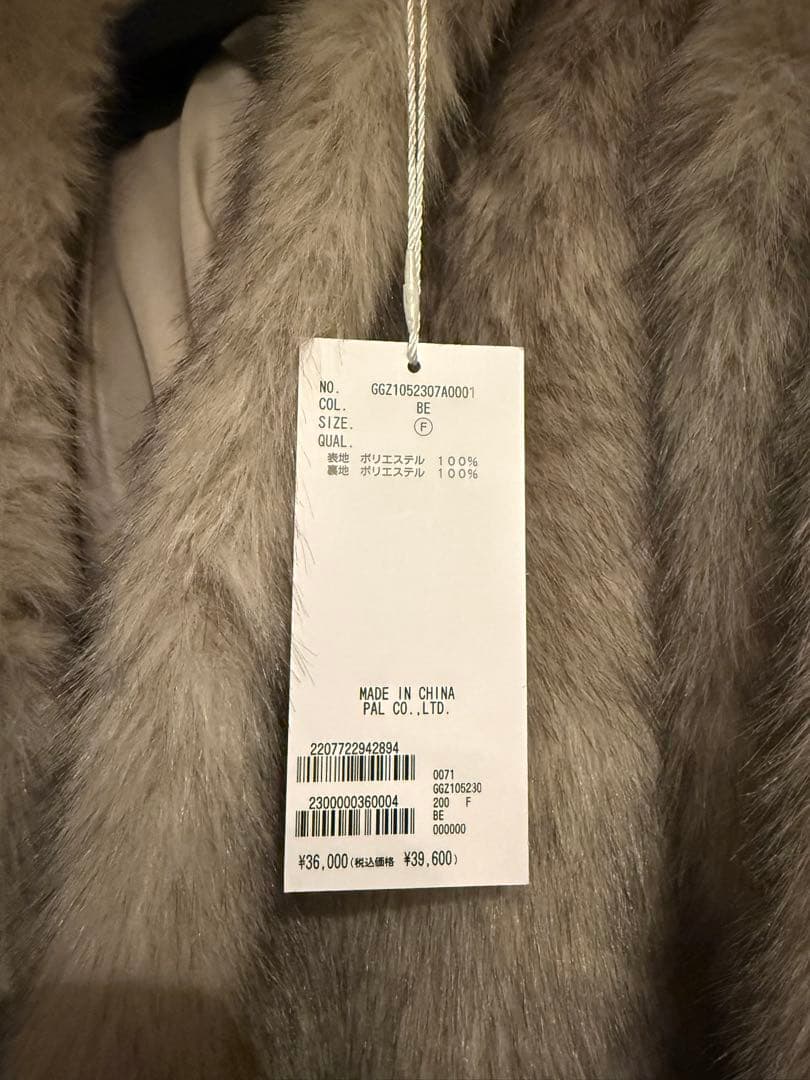 NO. GGZ1052307A0001
COL. BE
SIZE. Ⓕ
QUAL.
表地 ポリエステル 100%
裏地 ポリエステル 100%
MADE IN CHINA
PAL CO.,LTD.
2207722942894
0071
GGZ105230
2300000360004
200 F
BE
000000
¥36,000(税込価格 ¥39,600)